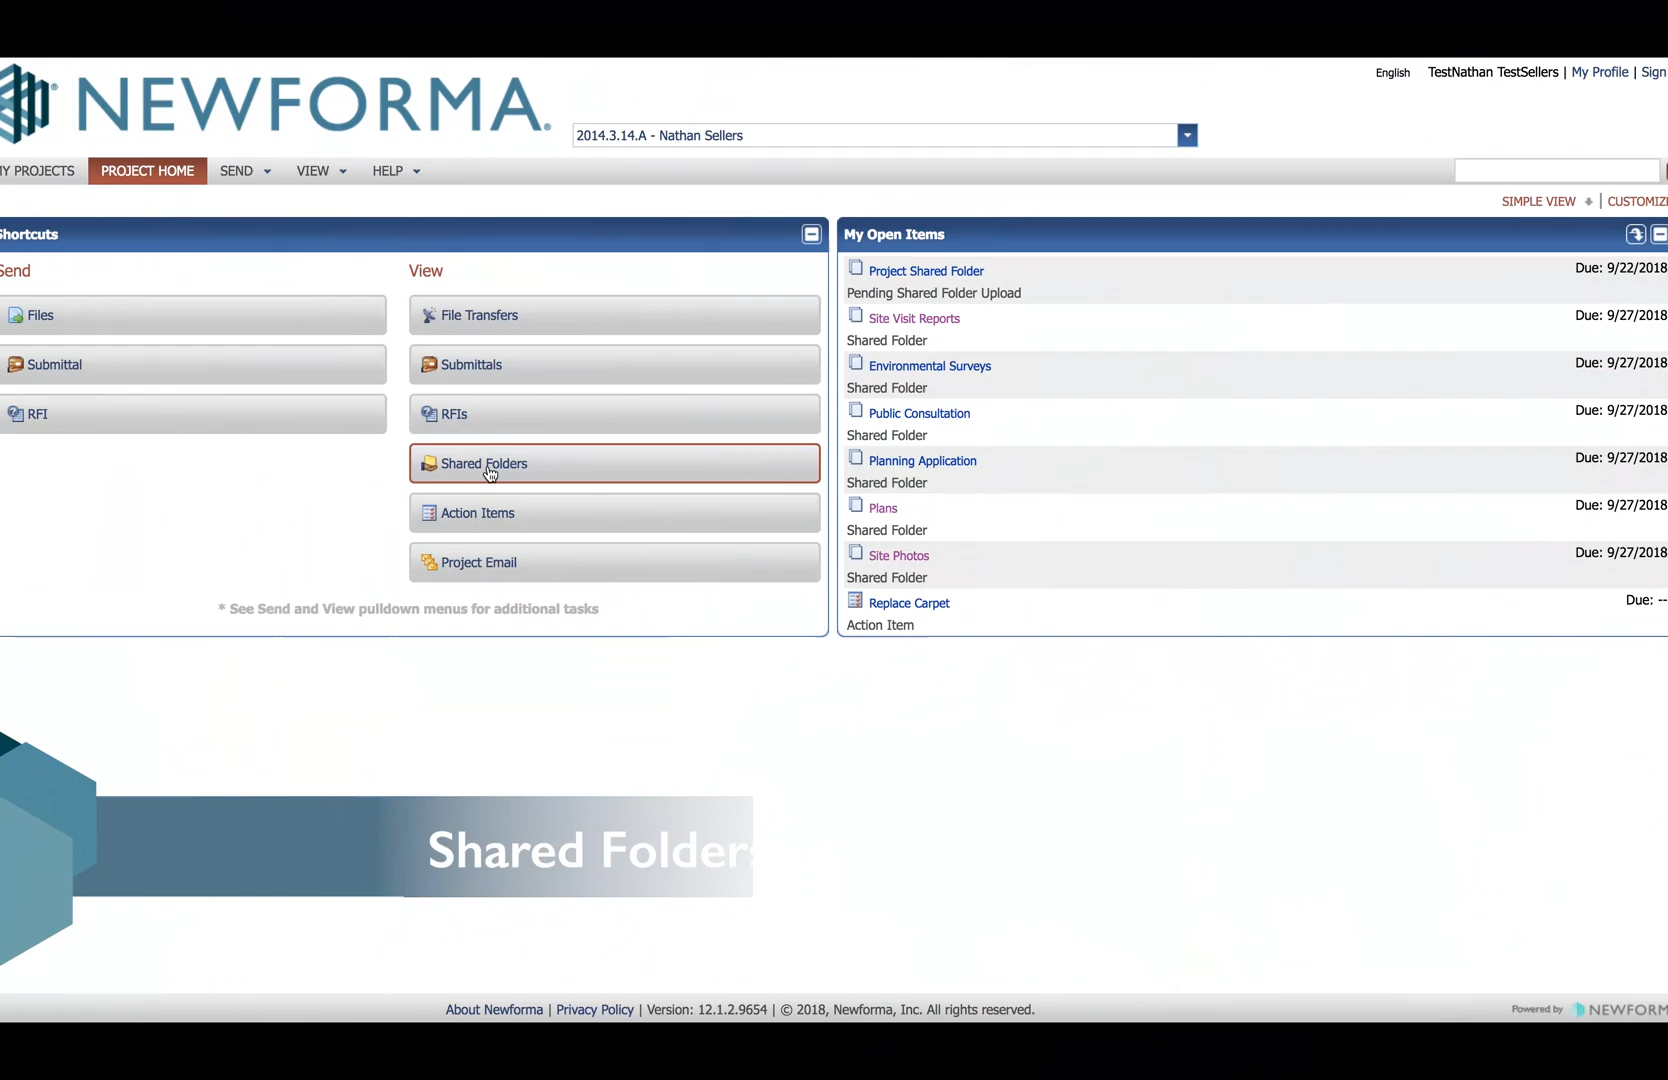 NEWFORMA
English TestNathan TestSellers | My Profile | Sign
2014.3.14.A - Nathan Sellers
MY PROJECTS PROJECT HOME SEND VIEW HELP
SIMPLE VIEW | CUSTOMIZ
Shortcuts
Send View
Files File Transfers
Submittal Submittals
RFI RFIs
Shared Folders
Action Items
Project Email
* See Send and View pulldown menus for additional tasks
My Open Items
Project Shared Folder Due: 9/22/2018
Pending Shared Folder Upload
Site Visit Reports Due: 9/27/2018
Shared Folder
Environmental Surveys Due: 9/27/2018
Shared Folder
Public Consultation Due: 9/27/2018
Shared Folder
Planning Application Due: 9/27/2018
Shared Folder
Plans Due: 9/27/2018
Shared Folder
Site Photos Due: 9/27/2018
Shared Folder
Replace Carpet Due: --
Action Item
Shared Folders
About Newforma | Privacy Policy | Version: 12.1.2.9654 | © 2018, Newforma, Inc. All rights reserved.
Powered by NEWFORM